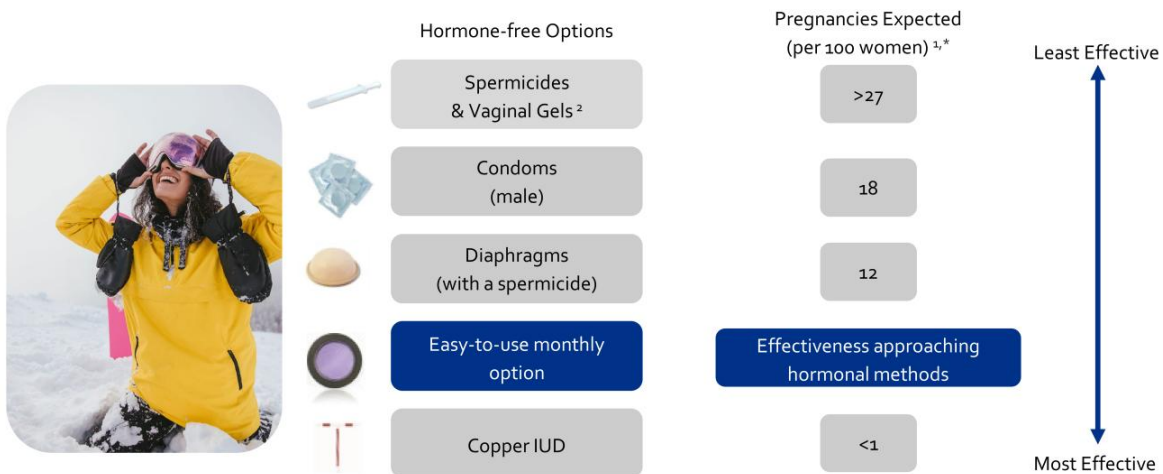 Hormone-free Options
Pregnancies Expected
(per 100 women) 1,*
Least Effective
Spermicides
& Vaginal Gels 2
>27
Condoms
(male)
18
Diaphragms
(with a spermicide)
12
Easy-to-use monthly
option
Effectiveness approaching
hormonal methods
Copper IUD
<1
Most Effective